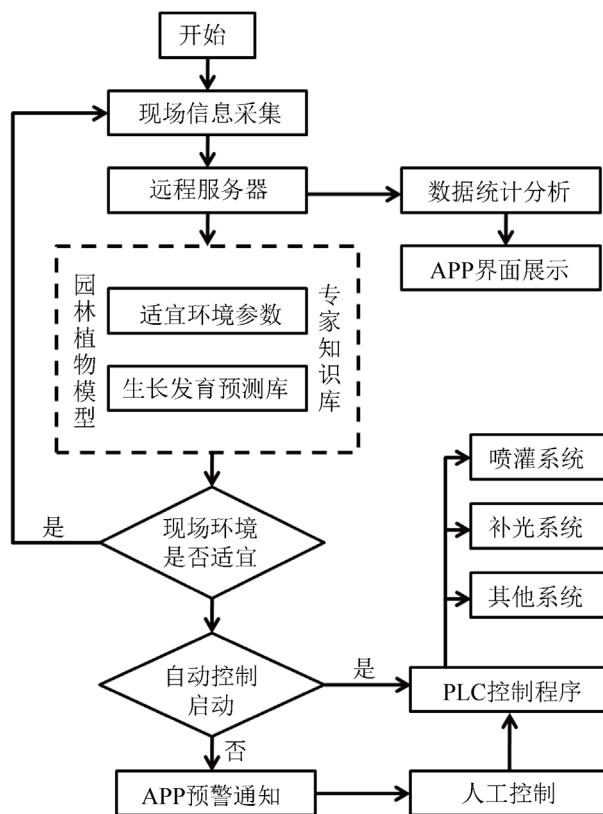 开始
现场信息采集
远程服务器
数据统计分析
APP界面展示
园林植物模型
适宜环境参数
生长发育预测库
专家知识库
喷灌系统
补光系统
其他系统
是
现场环境
是否适宜
自动控制
启动
是
PLC控制程序
否
APP预警通知
人工控制